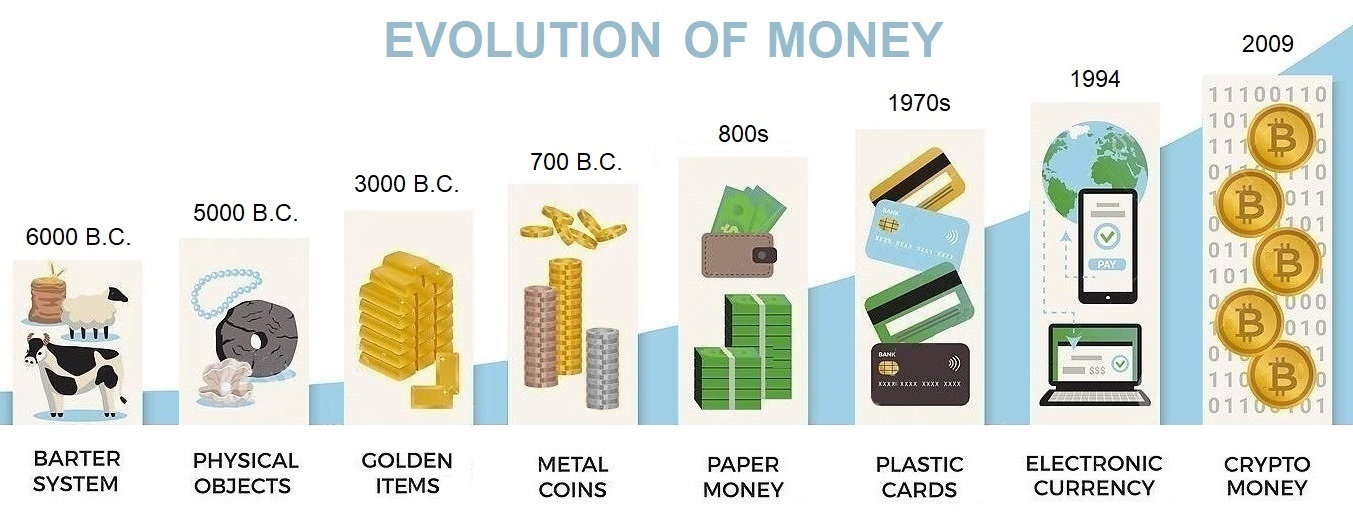 EVOLUTION OF MONEY
6000 B.C.
5000 B.C.
3000 B.C.
700 B.C.
800s
1970s
1994
2009
BANK
XXXX XXXX XXXX XXXX
BANK
XXXX XXXX XXXX XXXX
PAY
$$$
11100110
BARTER
SYSTEM
PHYSICAL
OBJECTS
GOLDEN
ITEMS
METAL
COINS
PAPER
MONEY
PLASTIC
CARDS
ELECTRONIC
CURRENCY
CRYPTO
MONEY